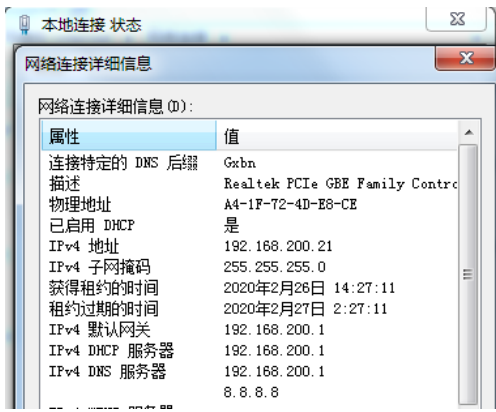 本地连接 状态
网络连接详细信息
网络连接详细信息(D):
属性 值
连接特定的 DNS 后缀 Gxbn
描述 Realtek PCIe GBE Family Contro
物理地址 A4-1F-72-4D-E8-CE
已启用 DHCP 是
IPv4 地址 192.168.200.21
IPv4 子网掩码 255.255.255.0
获得租约的时间 2020年2月26日 14:27:11
租约过期的时间 2020年2月27日 2:27:11
IPv4 默认网关 192.168.200.1
IPv4 DHCP 服务器 192.168.200.1
IPv4 DNS 服务器 192.168.200.1
8.8.8.8